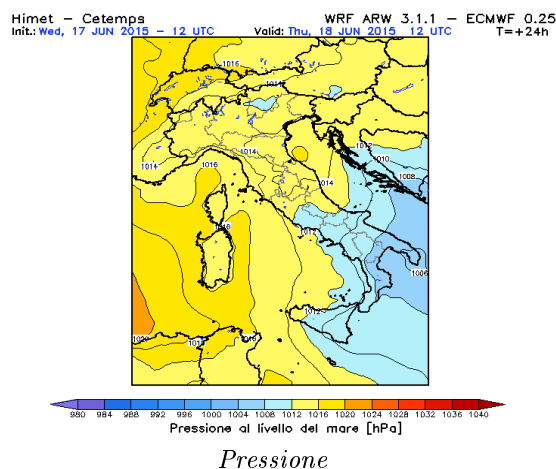 Himet – Cetemps WRF ARW 3.1.1 – ECMWF 0.25
Init.: Wed, 17 JUN 2015 – 12 UTC Valid: Thu, 18 JUN 2015 12 UTC T=+24h
1016
1014
1012
1010
1014
1016
1014
1008
1014
1016
1012
1006
1012
1020
980 984 988 992 996 1000 1004 1008 1012 1016 1020 1024 1028 1032 1036 1040
Pressione al livello del mare [hPa]
Pressione